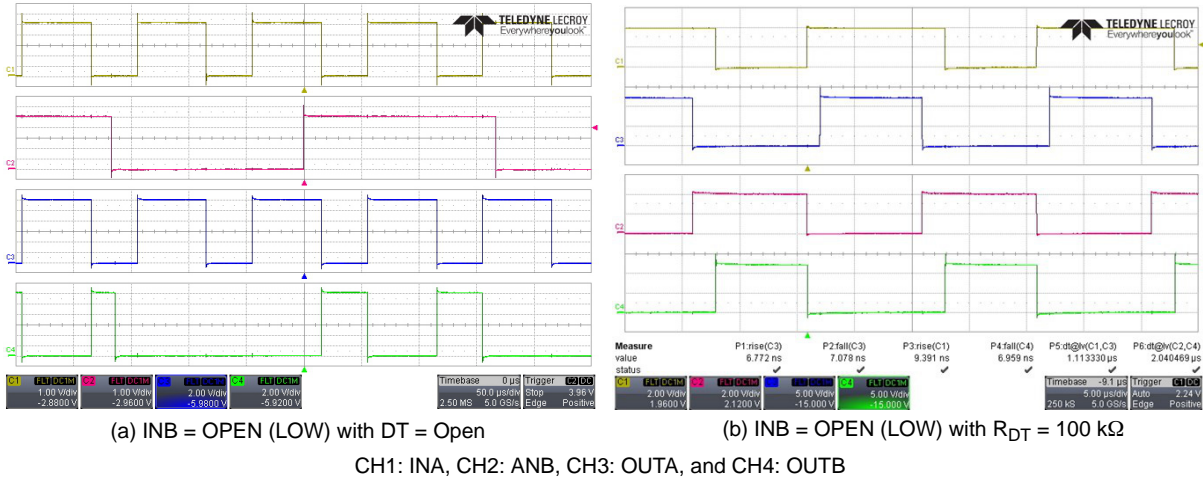 TELEDYNE LECROY
Everywhereyoulook™
C1
C2
C3
C4
C1 FLT DC1M
1.00 V/div
-2.8800 V
C2 FLT DC1M
1.00 V/div
-2.9600 V
2.00 V/div
-5.9800 V
C4 FLT DC1M
2.00 V/div
-5.9200 V
Timebase 0 µs
50.0 µs/div
2.50 MS 5.0 GS/s
Trigger C2 DC
Stop 3.96 V
Edge Positive
(a) INB = OPEN (LOW) with DT = Open
TELEDYNE LECROY
Everywhereyoulook™
C1
C3
C2
C4
Measure P1:rise(C3) P2:fall(C3) P3:rise(C1) P4:fall(C4) P5:dt@lv(C1,C3) P6:dt@lv(C2,C4)
value 6.772 ns 7.078 ns 9.391 ns 6.959 ns 1.113330 µs 2.040469 µs
status
C1 FLT DC1M
2.00 V/div
1.9600 V
C2 FLT DC1M
2.00 V/div
2.1200 V
5.00 V/div
-15.000 V
C4 FLT DC1M
5.00 V/div
-15.000 V
Timebase -9.1 µs
5.00 µs/div
250 kS 5.0 GS/s
Trigger C1 DC
Auto 2.24 V
Edge Positive
(b) INB = OPEN (LOW) with RDT = 100 kΩ
CH1: INA, CH2: ANB, CH3: OUTA, and CH4: OUTB